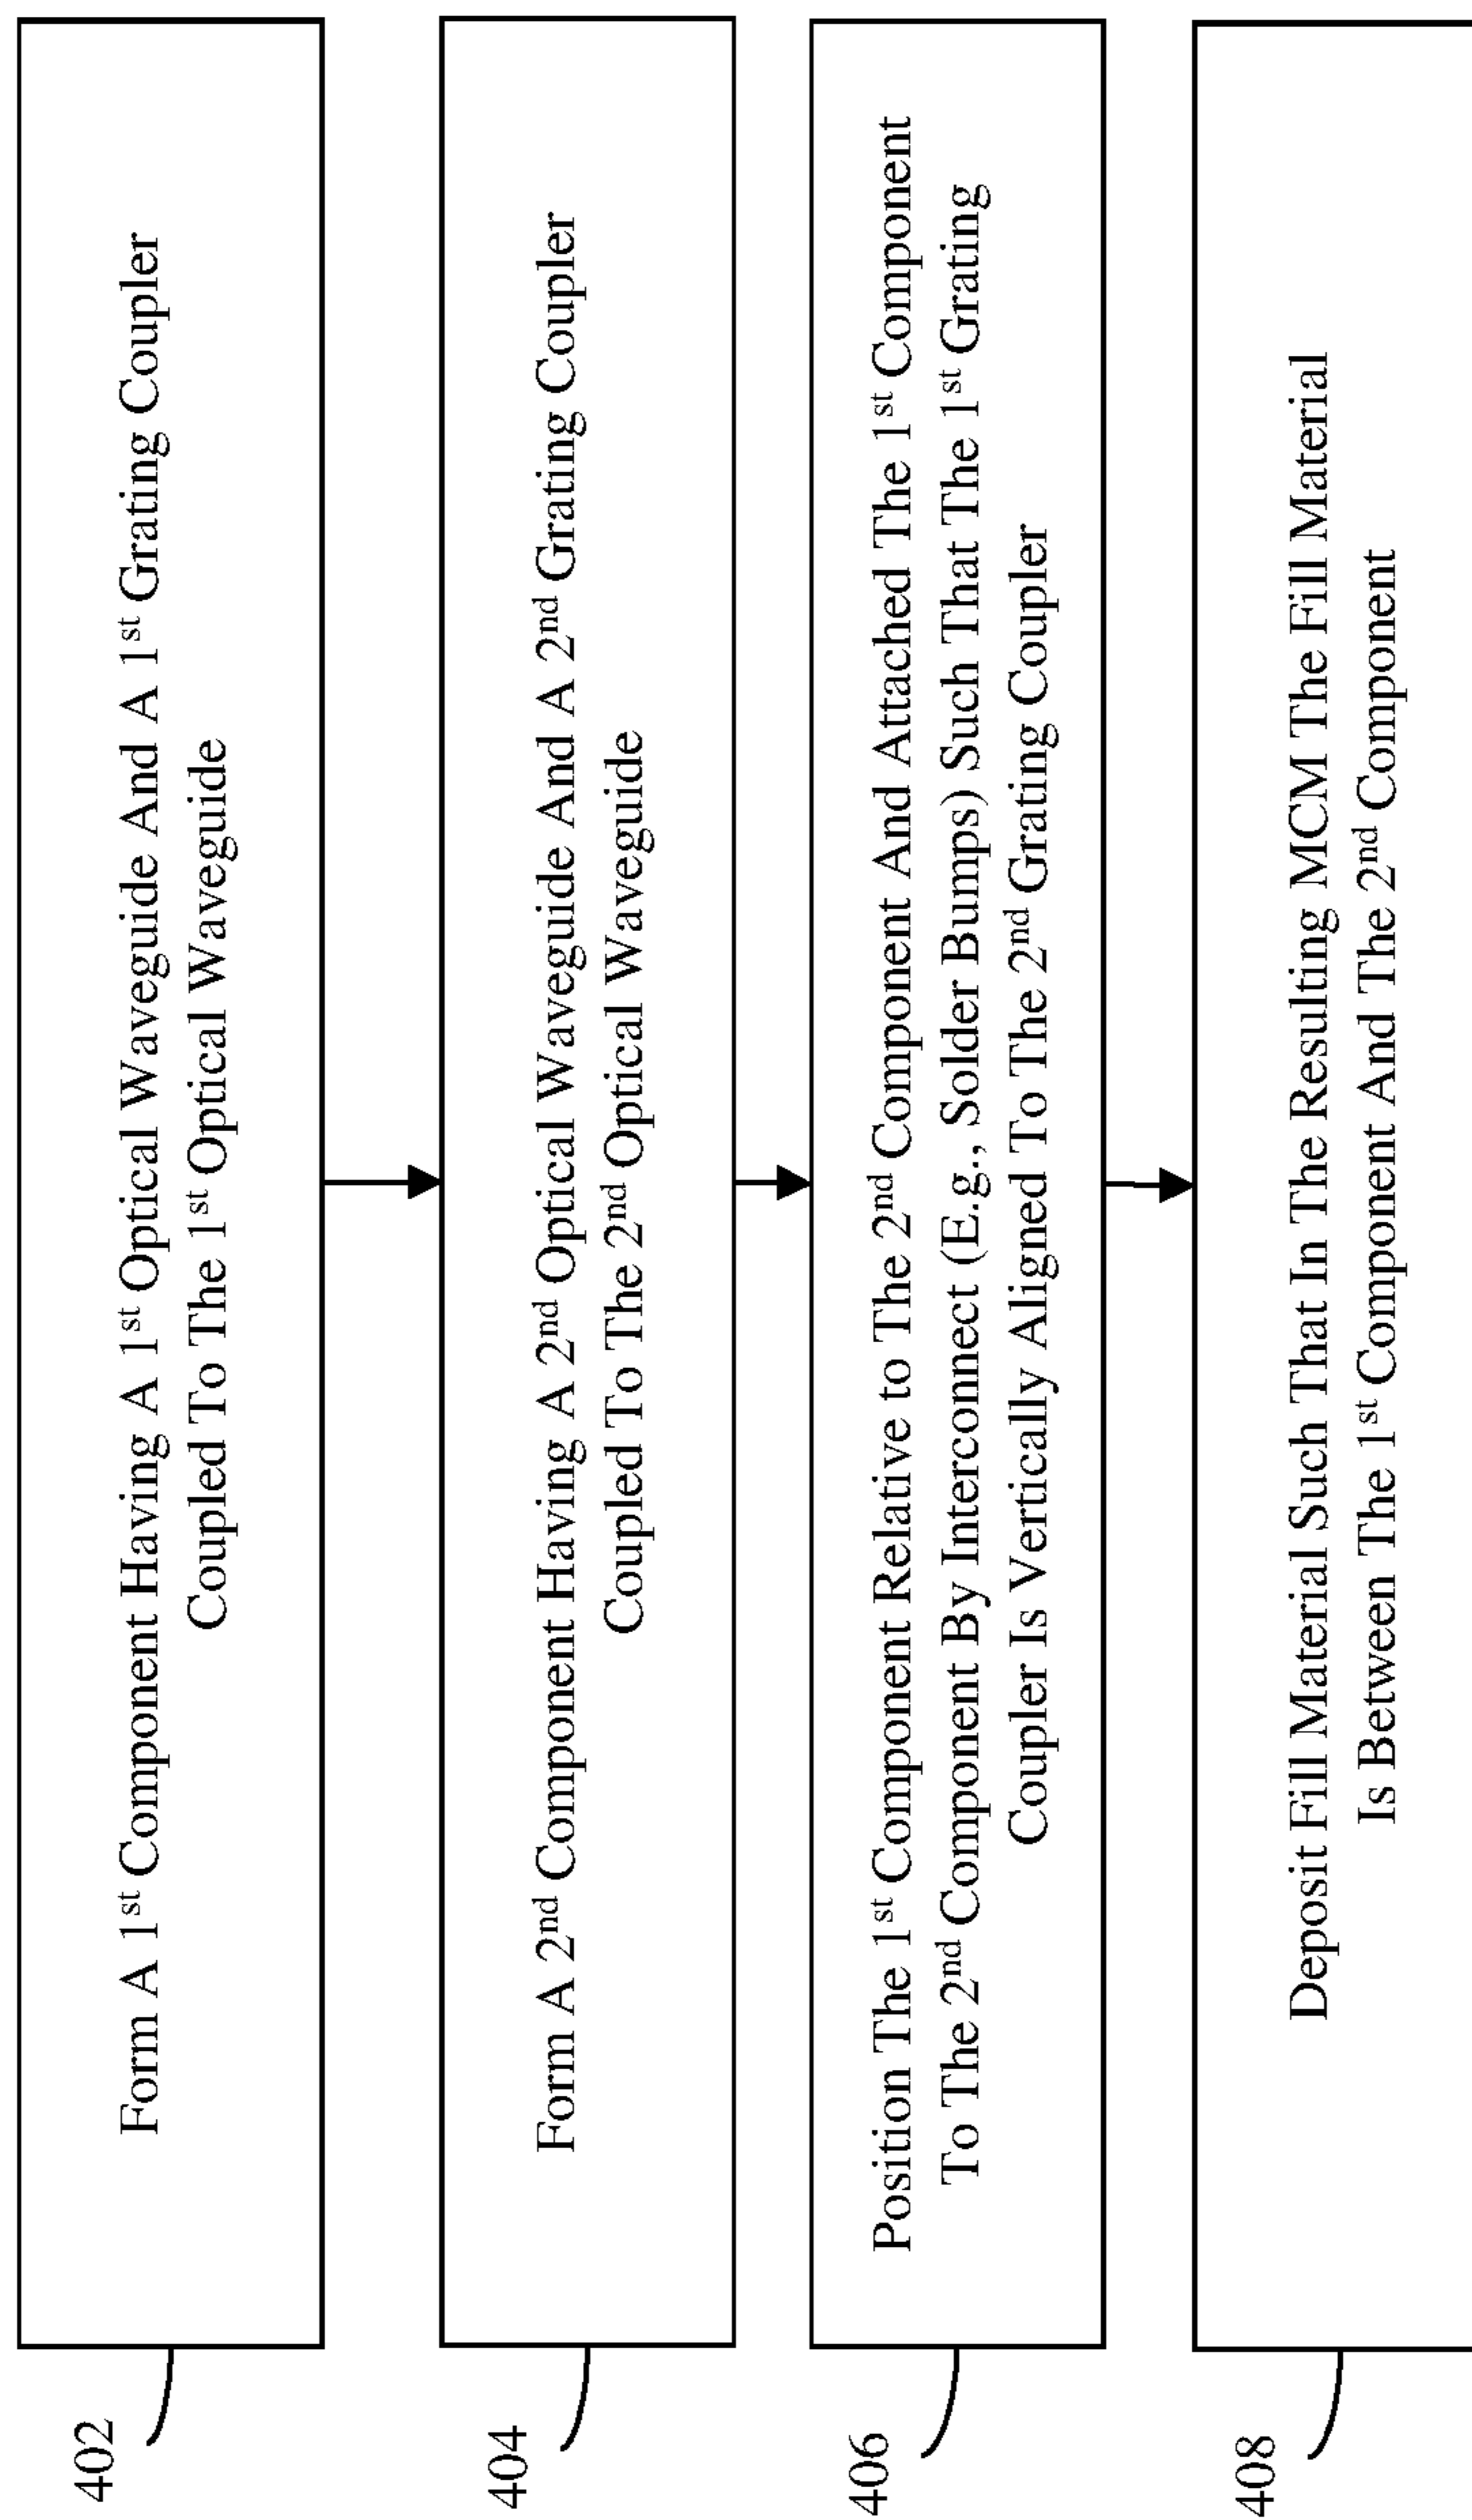 402
Form A 1st Component Having A 1st Optical Waveguide And A 1st Grating Coupler
Coupled To The 1st Optical Waveguide
404
Form A 2nd Component Having A 2nd Optical Waveguide And A 2nd Grating Coupler
Coupled To The 2nd Optical Waveguide
406
Position The 1st Component Relative to The 2nd Component And Attached The 1st Component
To The 2nd Component By Interconnect (E.g., Solder Bumps) Such That The 1st Grating
Coupler Is Vertically Aligned To The 2nd Grating Coupler
408
Deposit Fill Material Such That In The Resulting MCM The Fill Material
Is Between The 1st Component And The 2nd Component